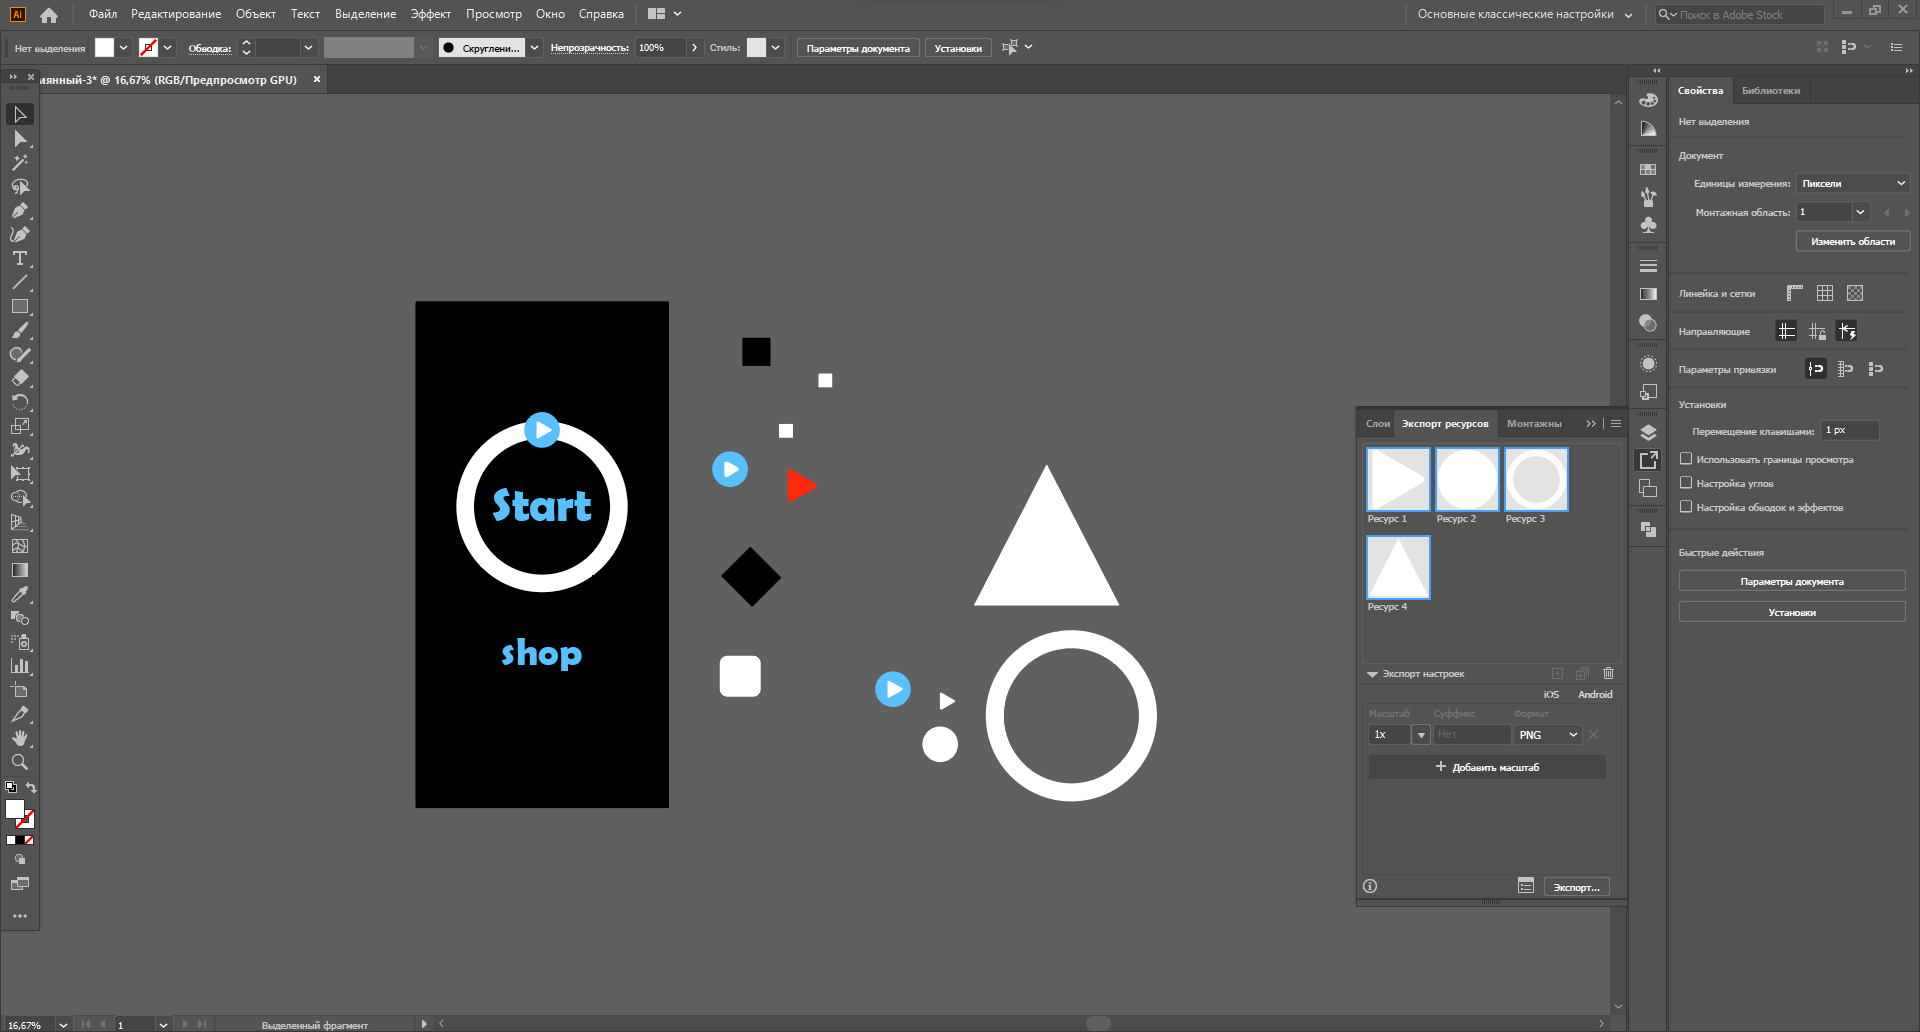 Ai Файл Редактирование Объект Текст Выделение Эффект Просмотр Окно Справка Основные классические настройки Поиск в Adobe Stock
Нет выделения Обводка: Скруглени... Непрозрачность: 100% Стиль: Параметры документа Установки
мянный-3* @ 16,67% (RGB/Предпросмотр GPU)
Start
shop
Слои Экспорт ресурсов Монтажны
Ресурс 1 Ресурс 2 Ресурс 3
Ресурс 4
Экспорт настроек
iOS Android
Масштаб Суффикс Формат
1x Нет PNG
+ Добавить масштаб
Экспорт...
Свойства Библиотеки
Нет выделения
Документ
Единицы измерения: Пиксели
Монтажная область: 1
Изменить области
Линейка и сетки
Направляющие
Параметры привязки
Установки
Перемещение клавишами: 1 px
Использовать границы просмотра
Настройка углов
Настройка обводок и эффектов
Быстрые действия
Параметры документа
Установки
16,67% 1 Выделенный фрагмент